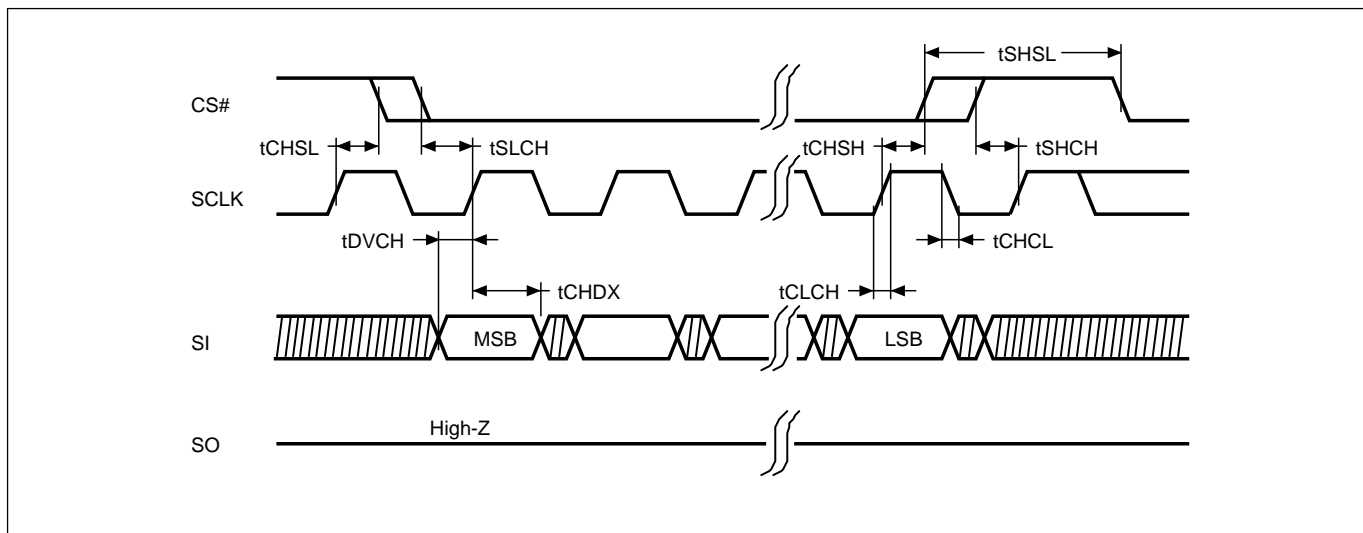 tSHSL
CS#
tCHSL
tSLCH
tCHSH
tSHCH
SCLK
tDVCH
tCHCL
tCHDX
tCLCH
SI
MSB
LSB
High-Z
SO